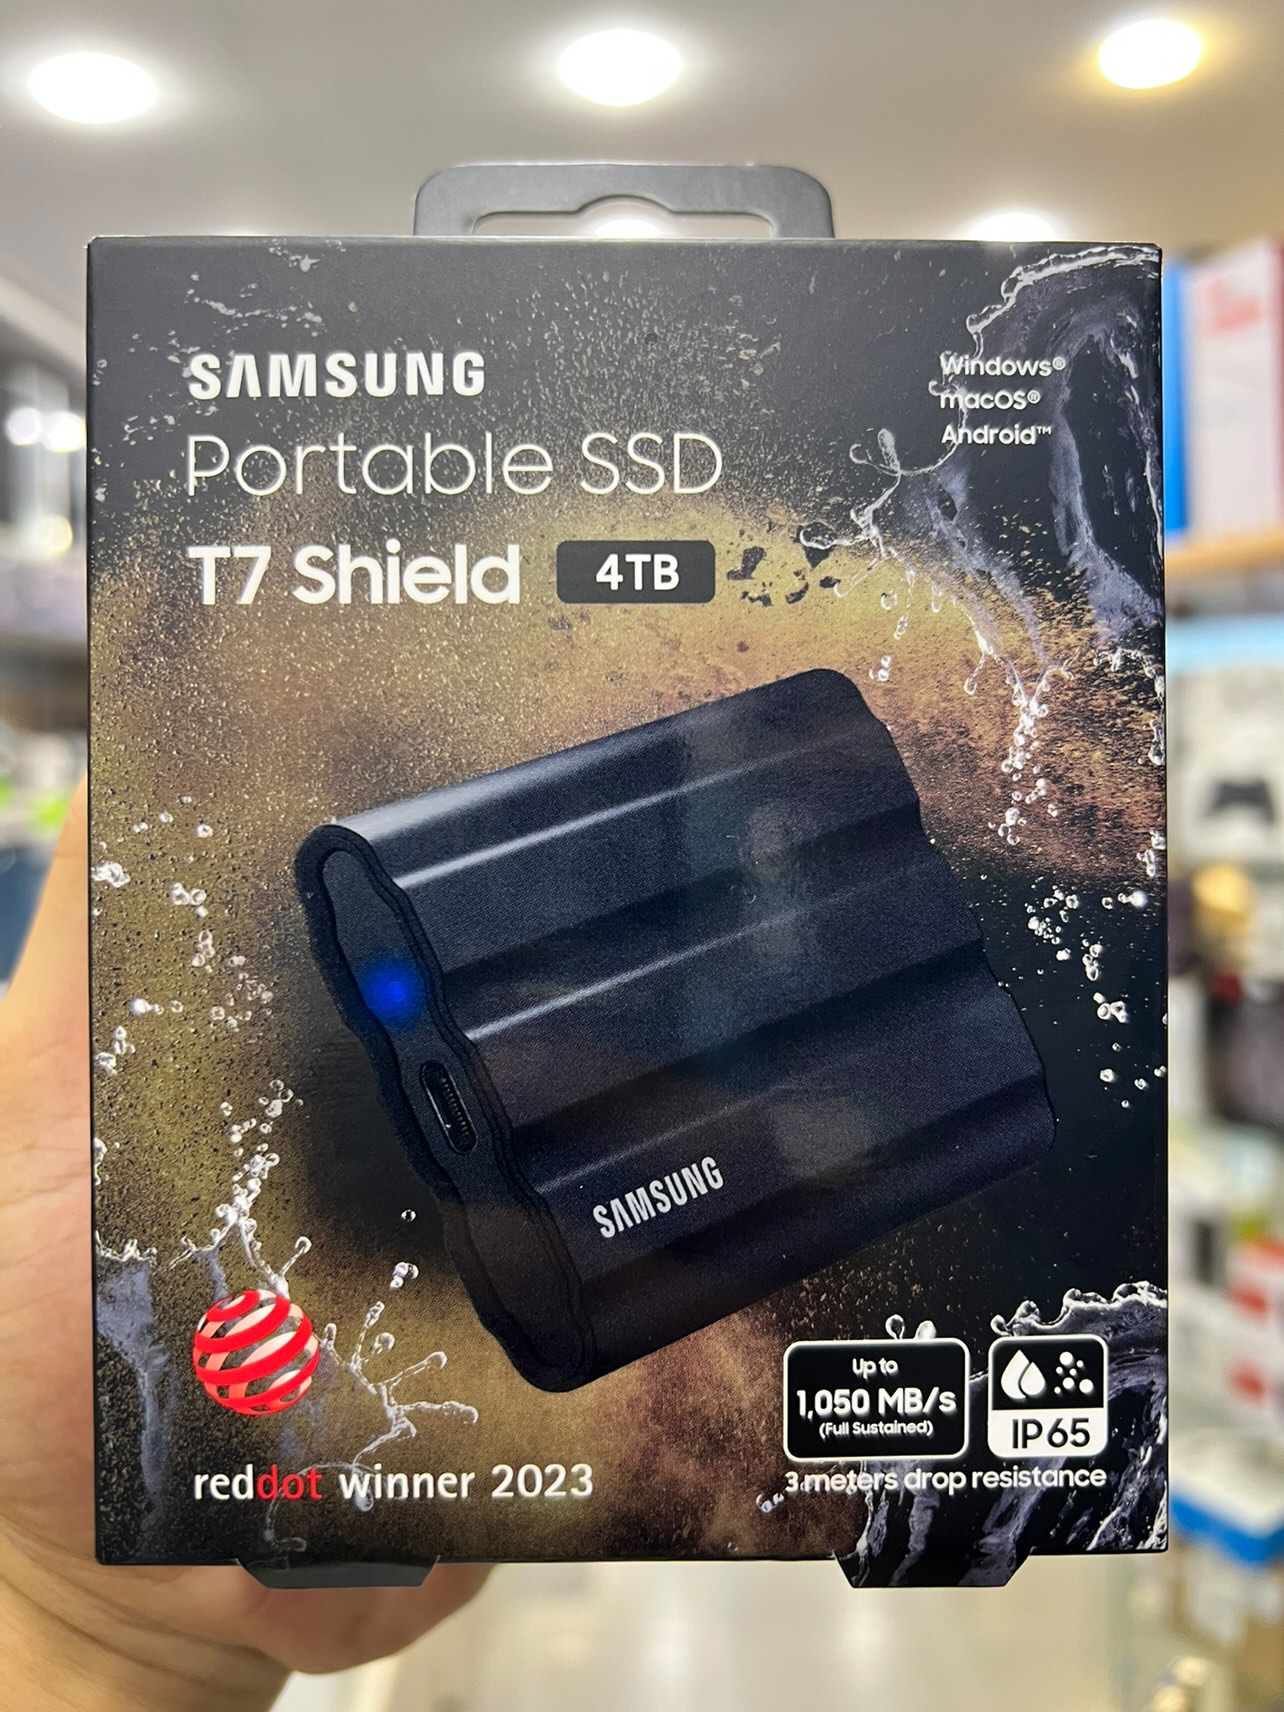 SAMSUNG
Portable SSD
T7 Shield 4TB
Windows®
macOS®
Android™
SAMSUNG
reddot winner 2023
Up to
1,050 MB/s
(Full Sustained)
IP65
3 meters drop resistance